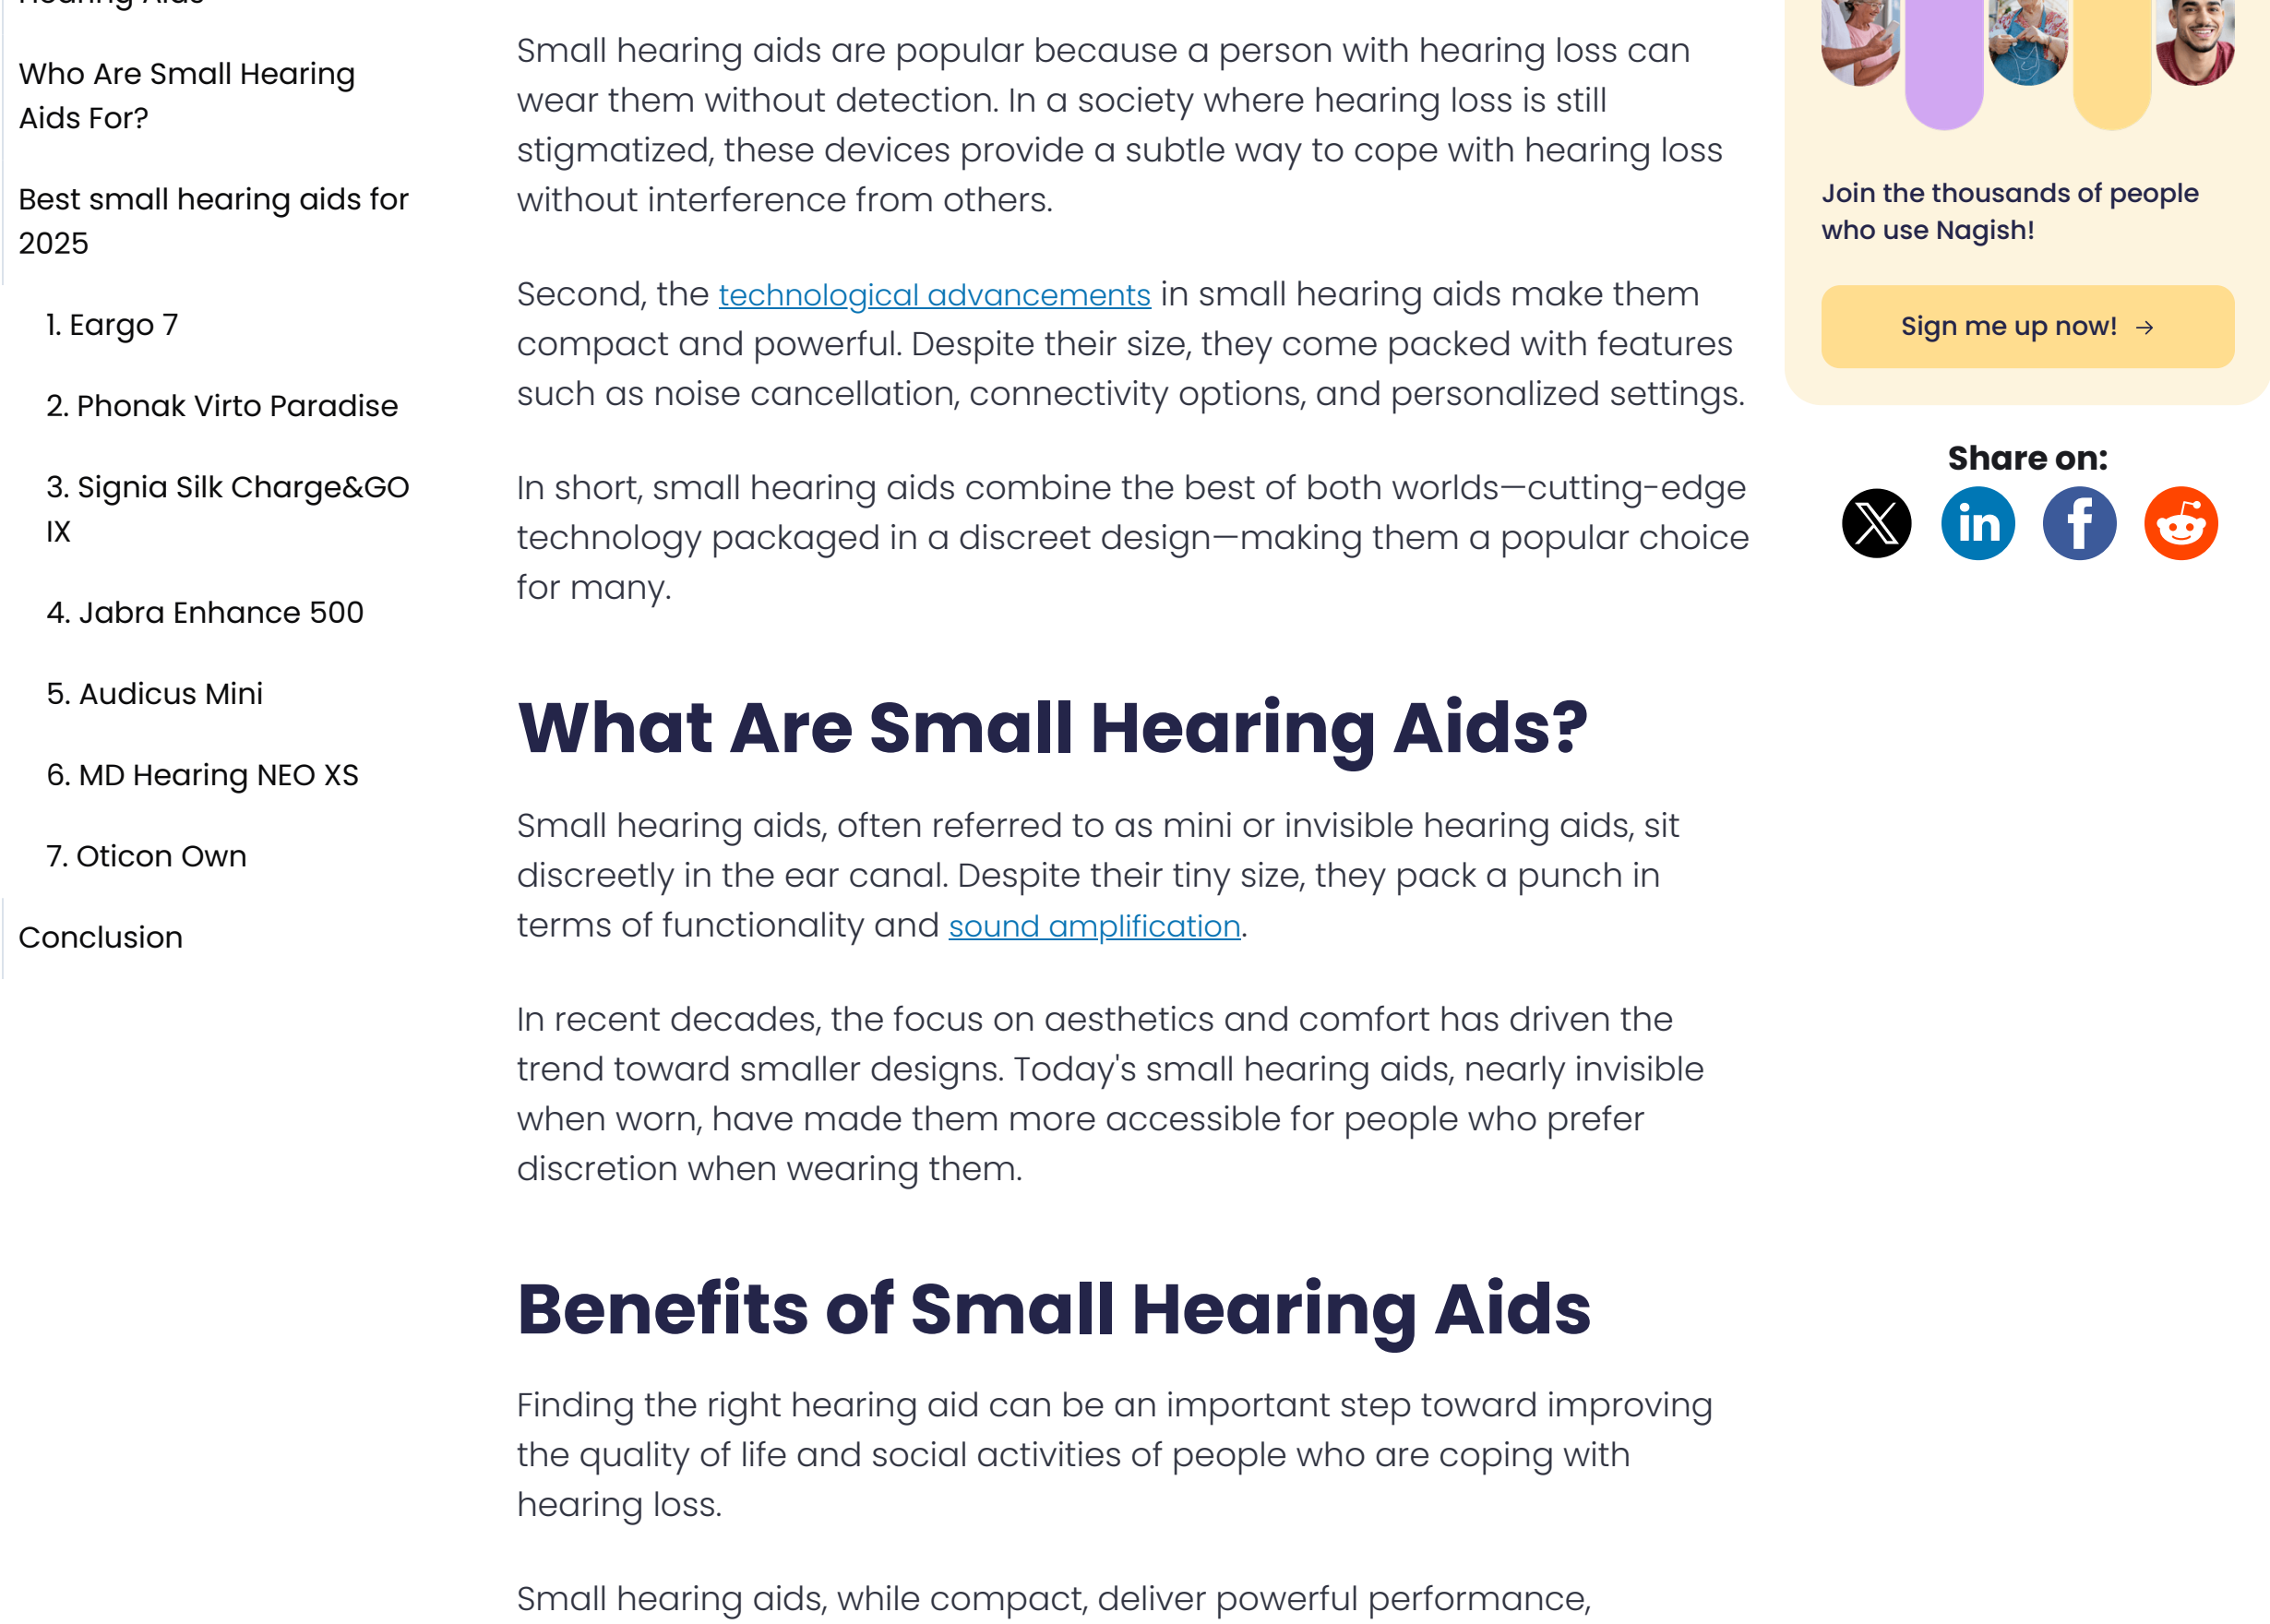 Who Are Small Hearing
Aids For?
Best small hearing aids for
2025
1. Eargo 7
2. Phonak Virto Paradise
3. Signia Silk Charge&GO
IX
4. Jabra Enhance 500
5. Audicus Mini
6. MD Hearing NEO XS
7. Oticon Own
Conclusion
Small hearing aids are popular because a person with hearing loss can
wear them without detection. In a society where hearing loss is still
stigmatized, these devices provide a subtle way to cope with hearing loss
without interference from others.
Second, the technological advancements in small hearing aids make them
compact and powerful. Despite their size, they come packed with features
such as noise cancellation, connectivity options, and personalized settings.
In short, small hearing aids combine the best of both worlds—cutting-edge
technology packaged in a discreet design—making them a popular choice
for many.
What Are Small Hearing Aids?
Small hearing aids, often referred to as mini or invisible hearing aids, sit
discreetly in the ear canal. Despite their tiny size, they pack a punch in
terms of functionality and sound amplification.
In recent decades, the focus on aesthetics and comfort has driven the
trend toward smaller designs. Today's small hearing aids, nearly invisible
when worn, have made them more accessible for people who prefer
discretion when wearing them.
Benefits of Small Hearing Aids
Finding the right hearing aid can be an important step toward improving
the quality of life and social activities of people who are coping with
hearing loss.
Small hearing aids, while compact, deliver powerful performance,
Join the thousands of people
who use Nagish!
Sign me up now! →
Share on: